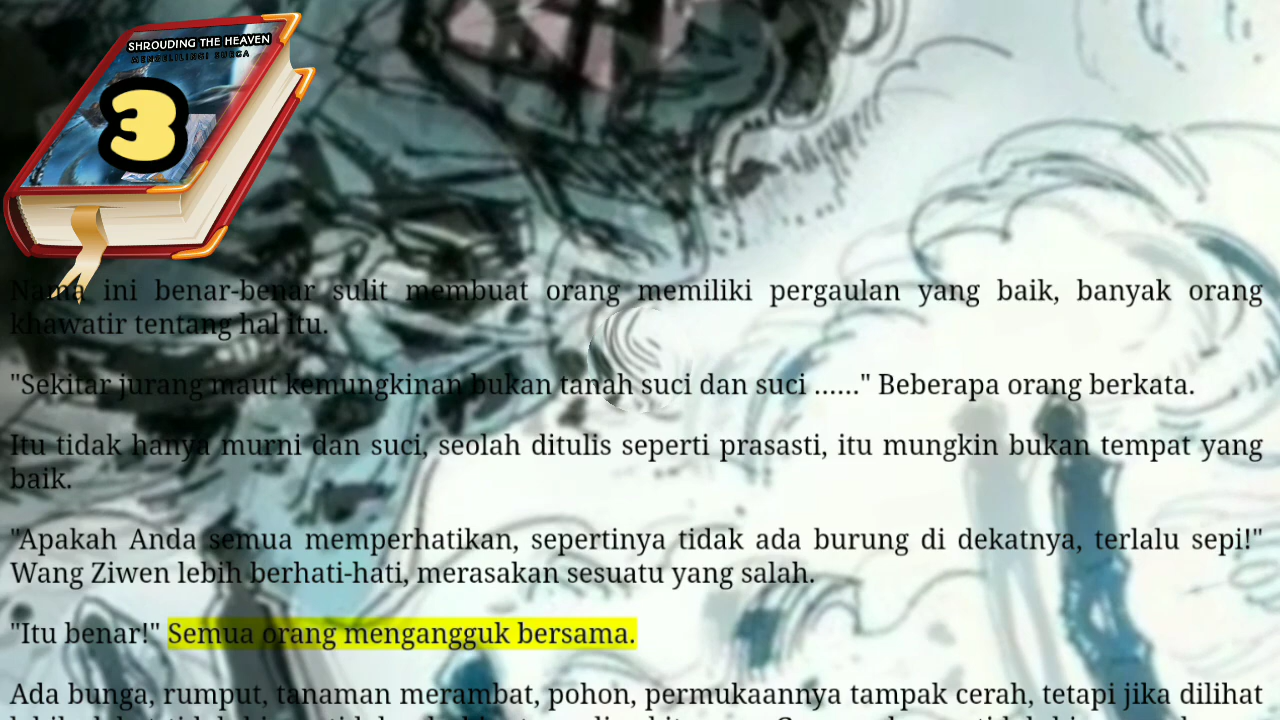 SHROUDING THE HEAVEN
MENGELILINGI SURGA
3
Nama ini benar-benar sulit membuat orang memiliki pergaulan yang baik, banyak orang
khawatir tentang hal itu.
"Sekitar jurang maut kemungkinan bukan tanah suci dan suci ……" Beberapa orang berkata.
Itu tidak hanya murni dan suci, seolah ditulis seperti prasasti, itu mungkin bukan tempat yang
baik.
"Apakah Anda semua memperhatikan, sepertinya tidak ada burung di dekatnya, terlalu sepi!"
Wang Ziwen lebih berhati-hati, merasakan sesuatu yang salah.
"Itu benar!" Semua orang mengangguk bersama.
Ada bunga, rumput, tanaman merambat, pohon, permukaannya tampak cerah, tetapi jika dilihat